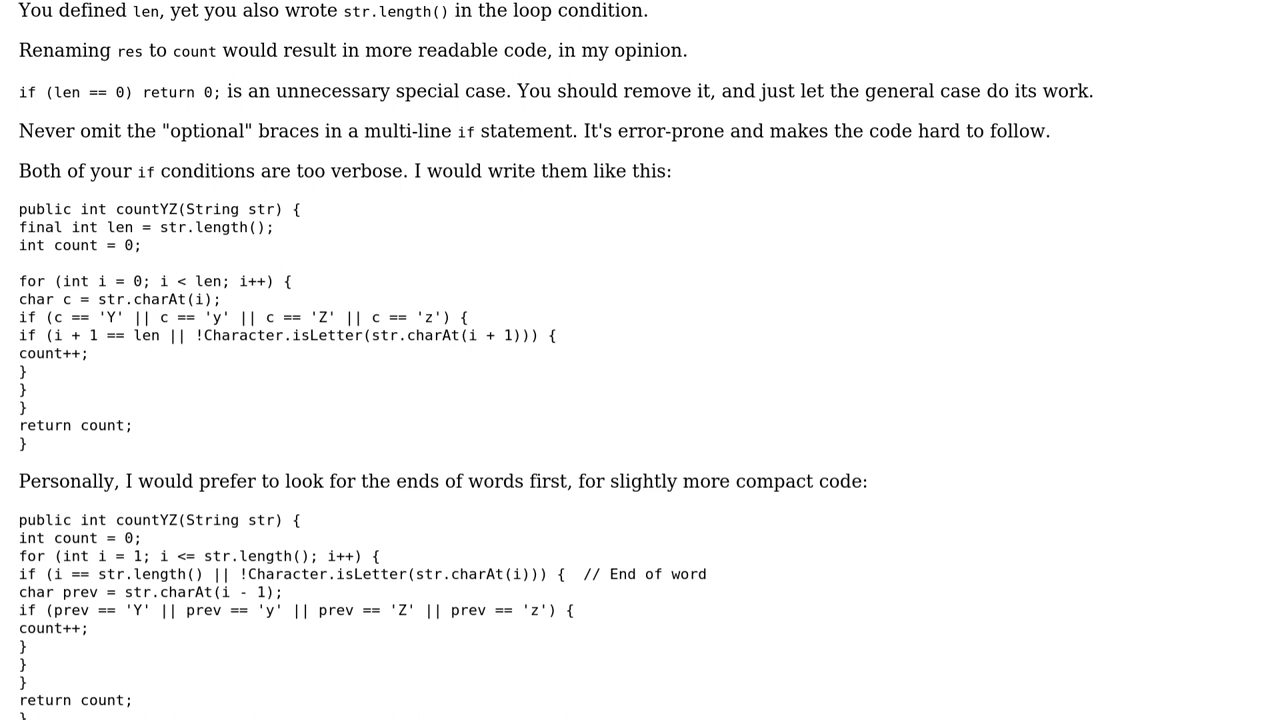 You defined len, yet you also wrote str.length() in the loop condition.
Renaming res to count would result in more readable code, in my opinion.
if (len == 0) return 0; is an unnecessary special case. You should remove it, and just let the general case do its work.
Never omit the "optional" braces in a multi-line if statement. It's error-prone and makes the code hard to follow.
Both of your if conditions are too verbose. I would write them like this:
public int countYZ(String str) {
final int len = str.length();
int count = 0;
for (int i = 0; i < len; i++) {
char c = str.charAt(i);
if (c == 'Y' || c == 'y' || c == 'Z' || c == 'z') {
if (i + 1 == len || !Character.isLetter(str.charAt(i + 1))) {
count++;
}
}
}
return count;
}
Personally, I would prefer to look for the ends of words first, for slightly more compact code:
public int countYZ(String str) {
int count = 0;
for (int i = 1; i <= str.length(); i++) {
if (i == str.length() || !Character.isLetter(str.charAt(i))) {  // End of word
char prev = str.charAt(i - 1);
if (prev == 'Y' || prev == 'y' || prev == 'Z' || prev == 'z') {
count++;
}
}
}
return count;
}